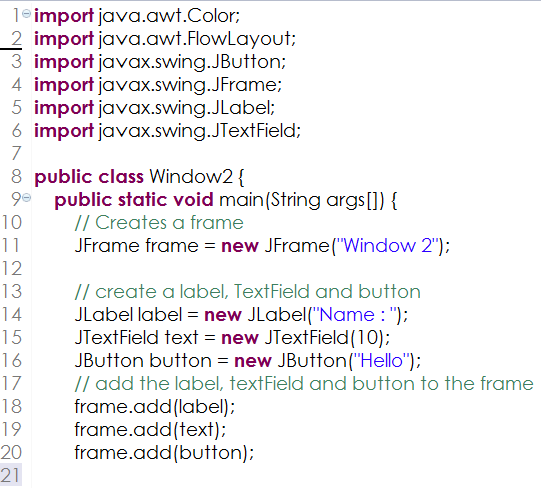 1 import java.awt.Color;
2 import java.awt.FlowLayout;
3 import javax.swing.JButton;
4 import javax.swing.JFrame;
5 import javax.swing.JLabel;
6 import javax.swing.JTextField;
7
8 public class Window2 {
9 public static void main(String args[]) {
10 // Creates a frame
11 JFrame frame = new JFrame("Window 2");
12
13 // create a label, TextField and button
14 JLabel label = new JLabel("Name : ");
15 JTextField text = new JTextField(10);
16 JButton button = new JButton("Hello");
17 // add the label, textField and button to the frame
18 frame.add(label);
19 frame.add(text);
20 frame.add(button);
21